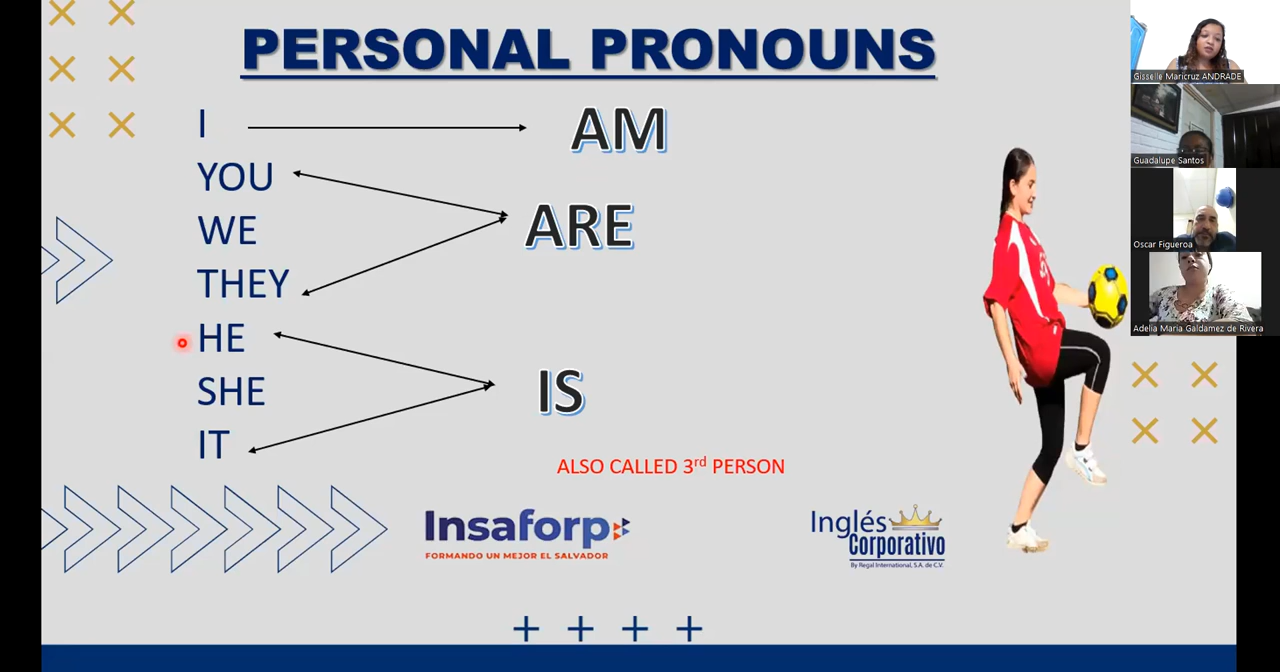 PERSONAL PRONOUNS
I
AM
YOU
WE
ARE
THEY
HE
SHE
IS
IT
ALSO CALLED 3rd PERSON
Insaforp
FORMANDO UN MEJOR EL SALVADOR
Inglés
Corporativo
By Regal International, S.A. de C.V.
Gisselle Maricruz ANDRADE
Guadalupe Santos
Oscar Figueroa
Adelia Maria Galdamez de Rivera